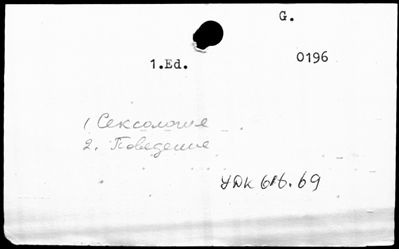 G.
1.Ed. 0196
1. Сексология
2. Поведение
УДК 616.69